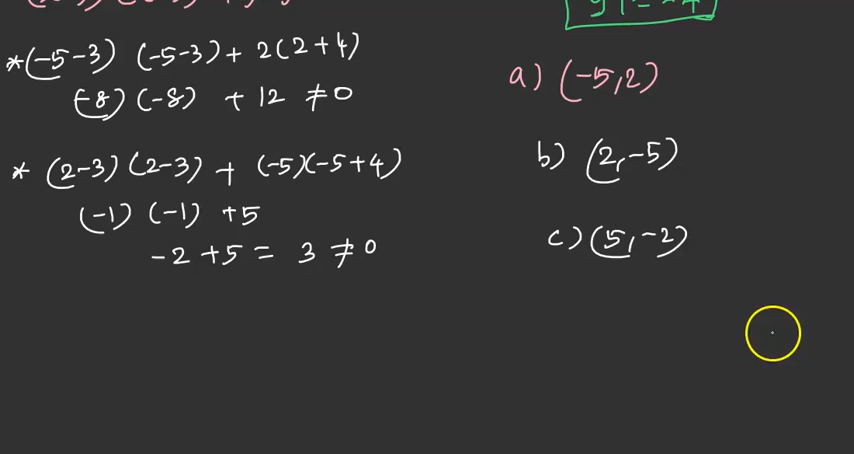 * (-5-3) (-5-3) + 2(2+4)
(-8) (-8) + 12 ≠ 0
* (2-3) (2-3) + (-5)(-5+4)
(-1) (-1) +5
-2 +5 = 3 ≠ 0
a) (-5,2)
b) (2,-5)
c) (5,-2)